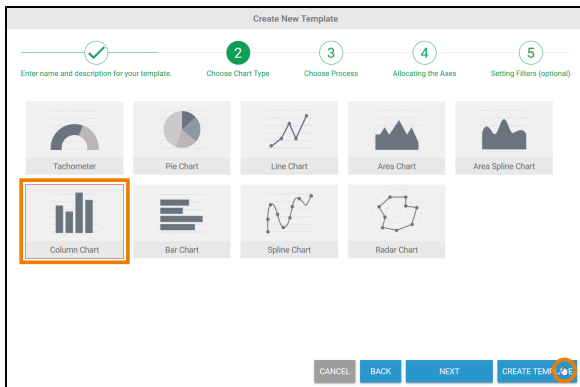 Create New Template
2
3
4
5
Enter name and description for your template.
Choose Chart Type
Choose Process
Allocating the Axes
Setting Filters (optional)
Tachometer
Pie Chart
Line Chart
Area Chart
Area Spline Chart
Column Chart
Bar Chart
Spline Chart
Radar Chart
CANCEL
BACK
NEXT
CREATE TEMPLATE